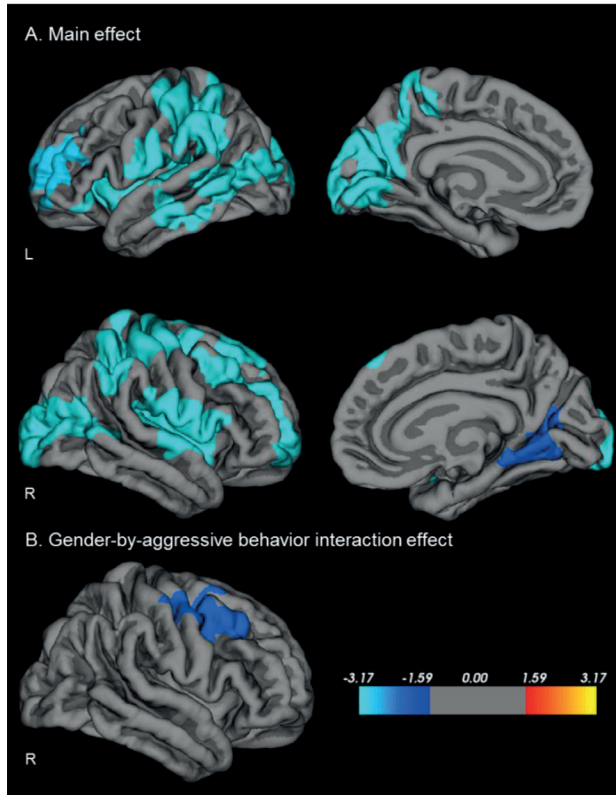 A. Main effect
L
R
B. Gender-by-aggressive behavior interaction effect
-3.17 -1.59 0.00 1.59 3.17
R